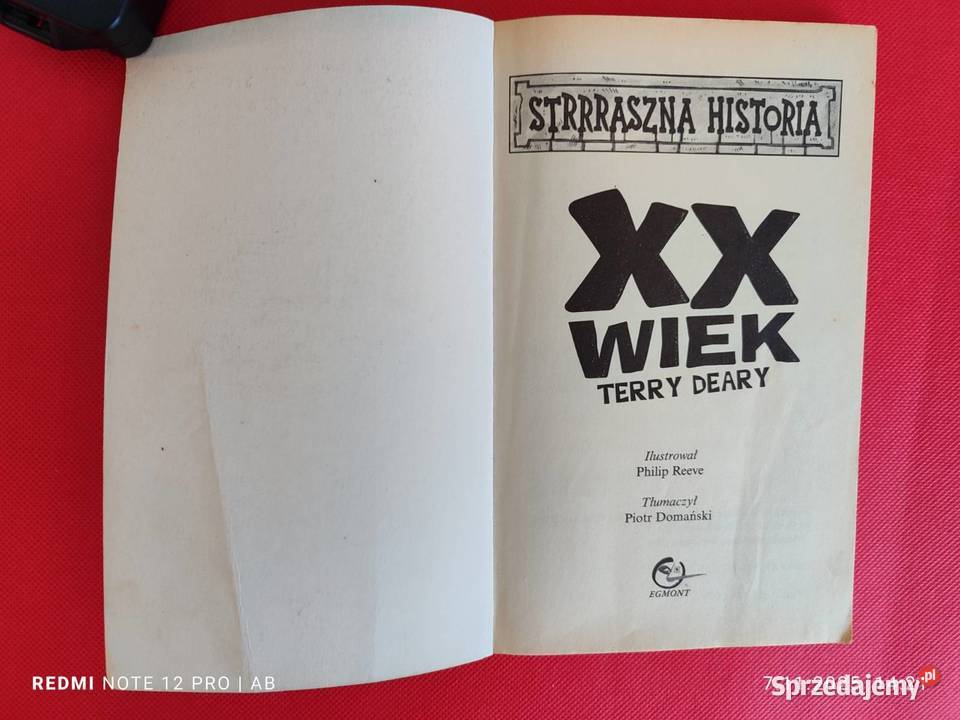 STRRRASZNA HISTORIA
XX
WIEK
TERRY DEARY
Ilustrował
Philip Reeve
Tłumaczył
Piotr Domański
EGMONT
REDMI NOTE 12 PRO | AB
Sprzedajemy.pl